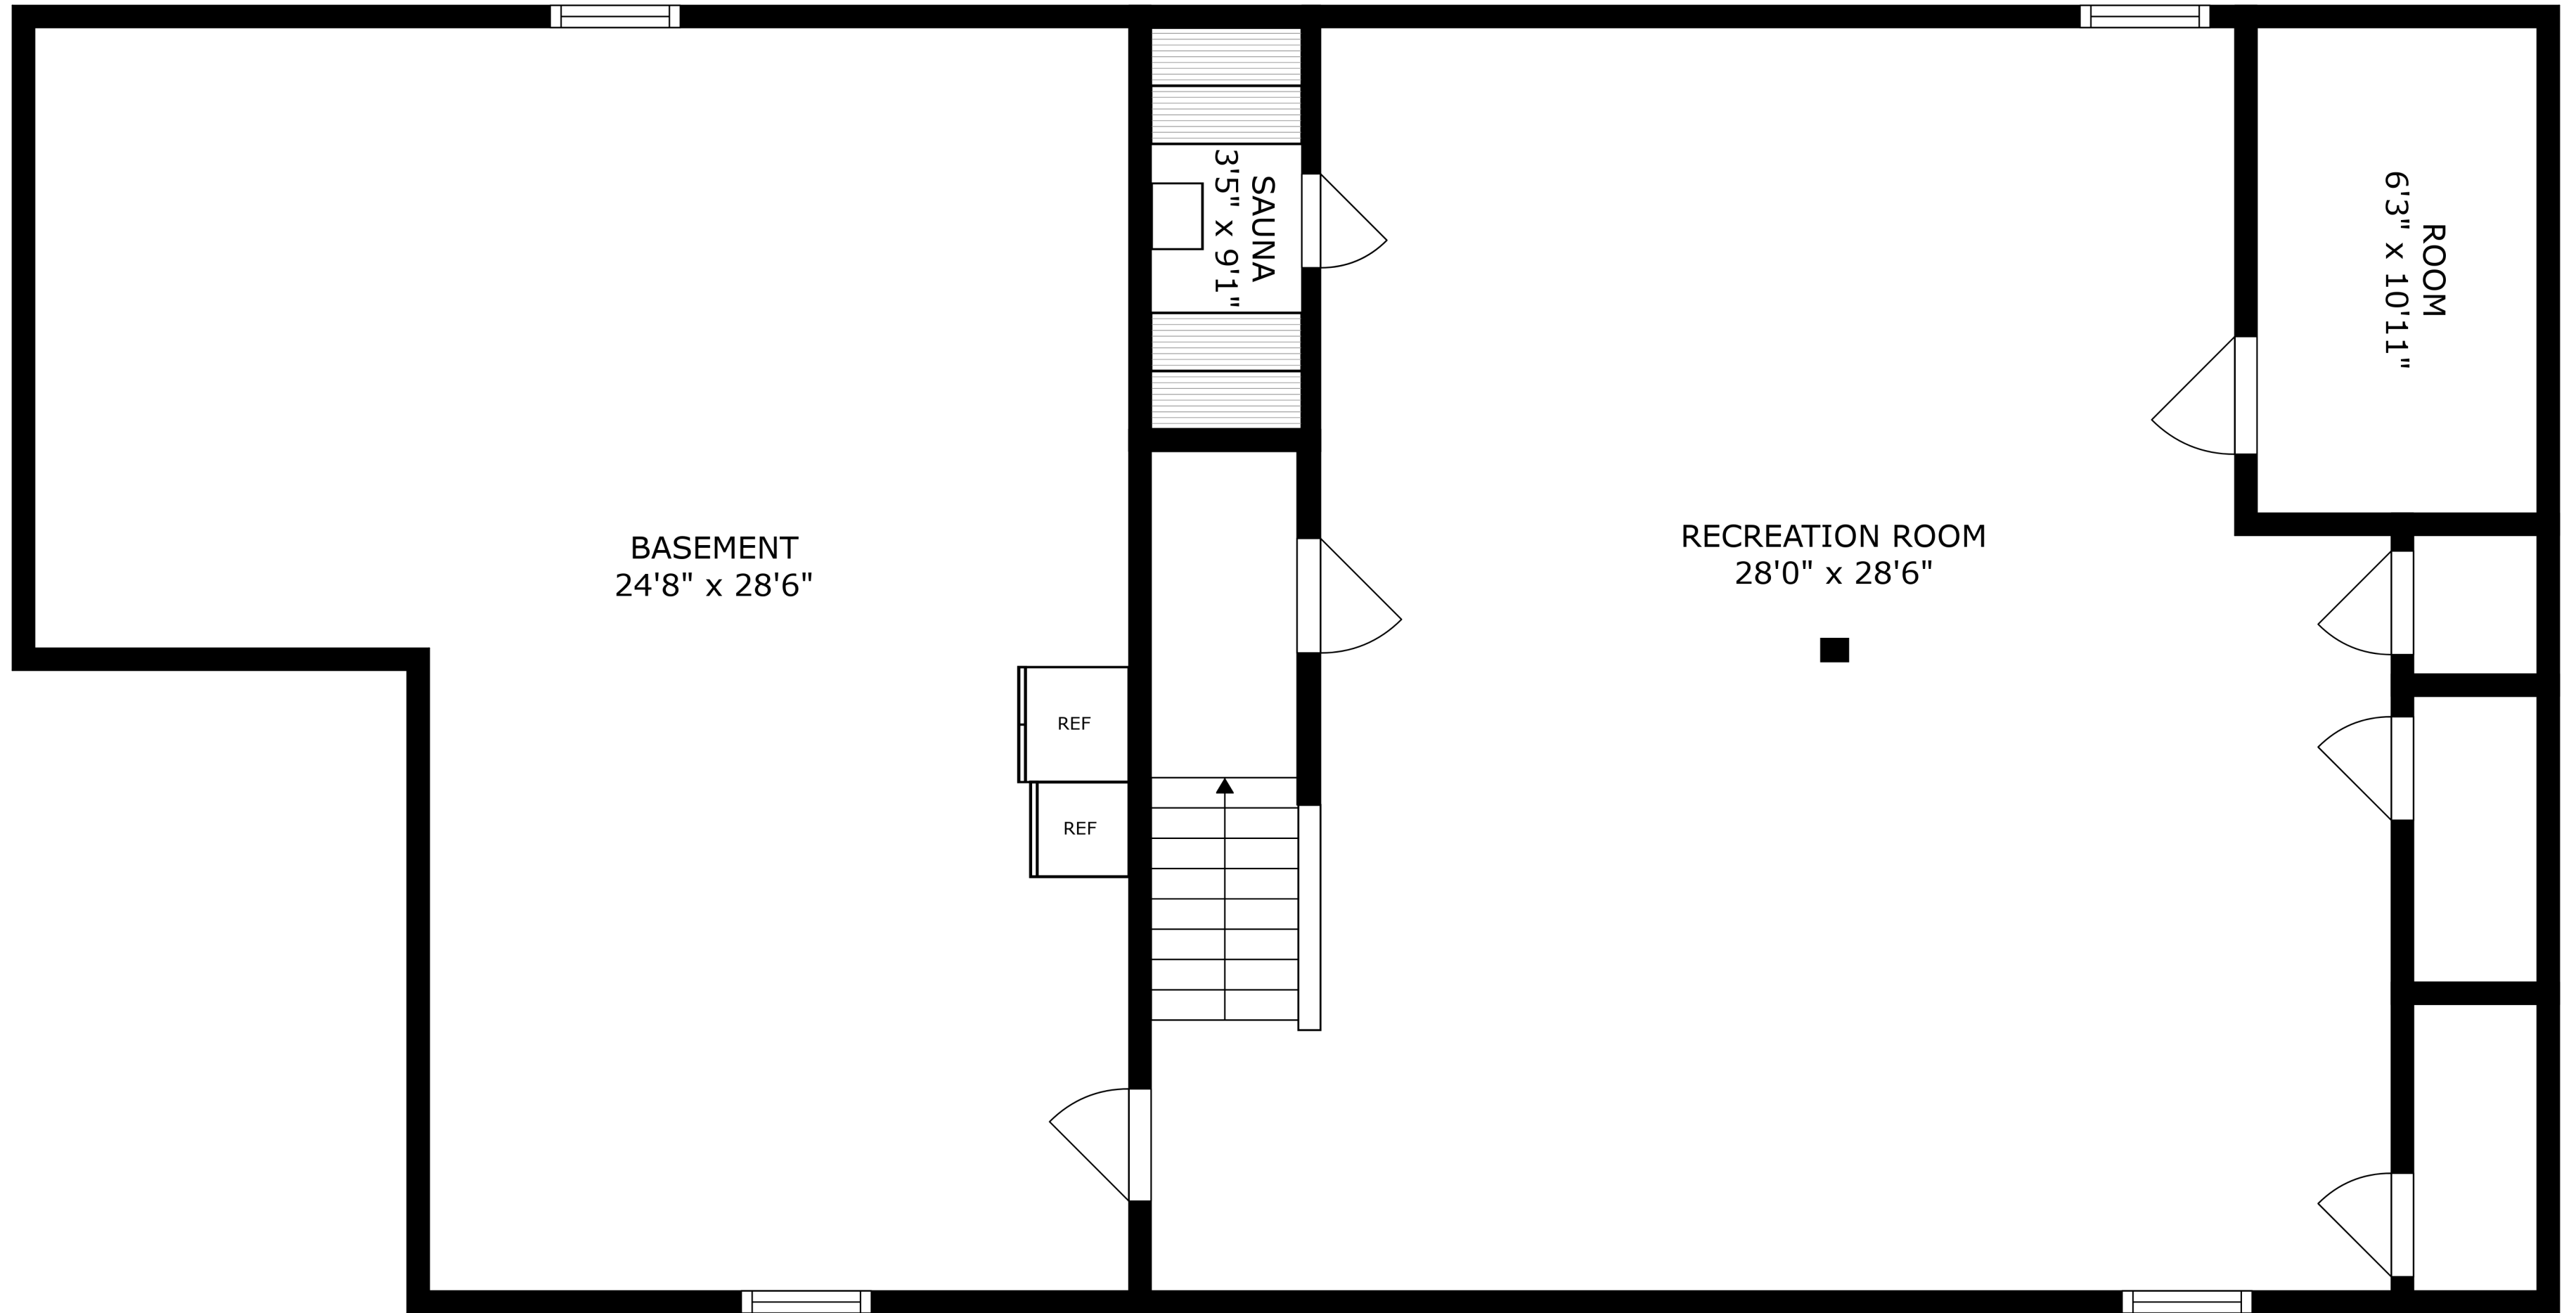 SAUNA
3'5" x 9'1"
ROOM
6'3" x 10'11"
BASEMENT
24'8" x 28'6"
RECREATION ROOM
28'0" x 28'6"
REF
REF